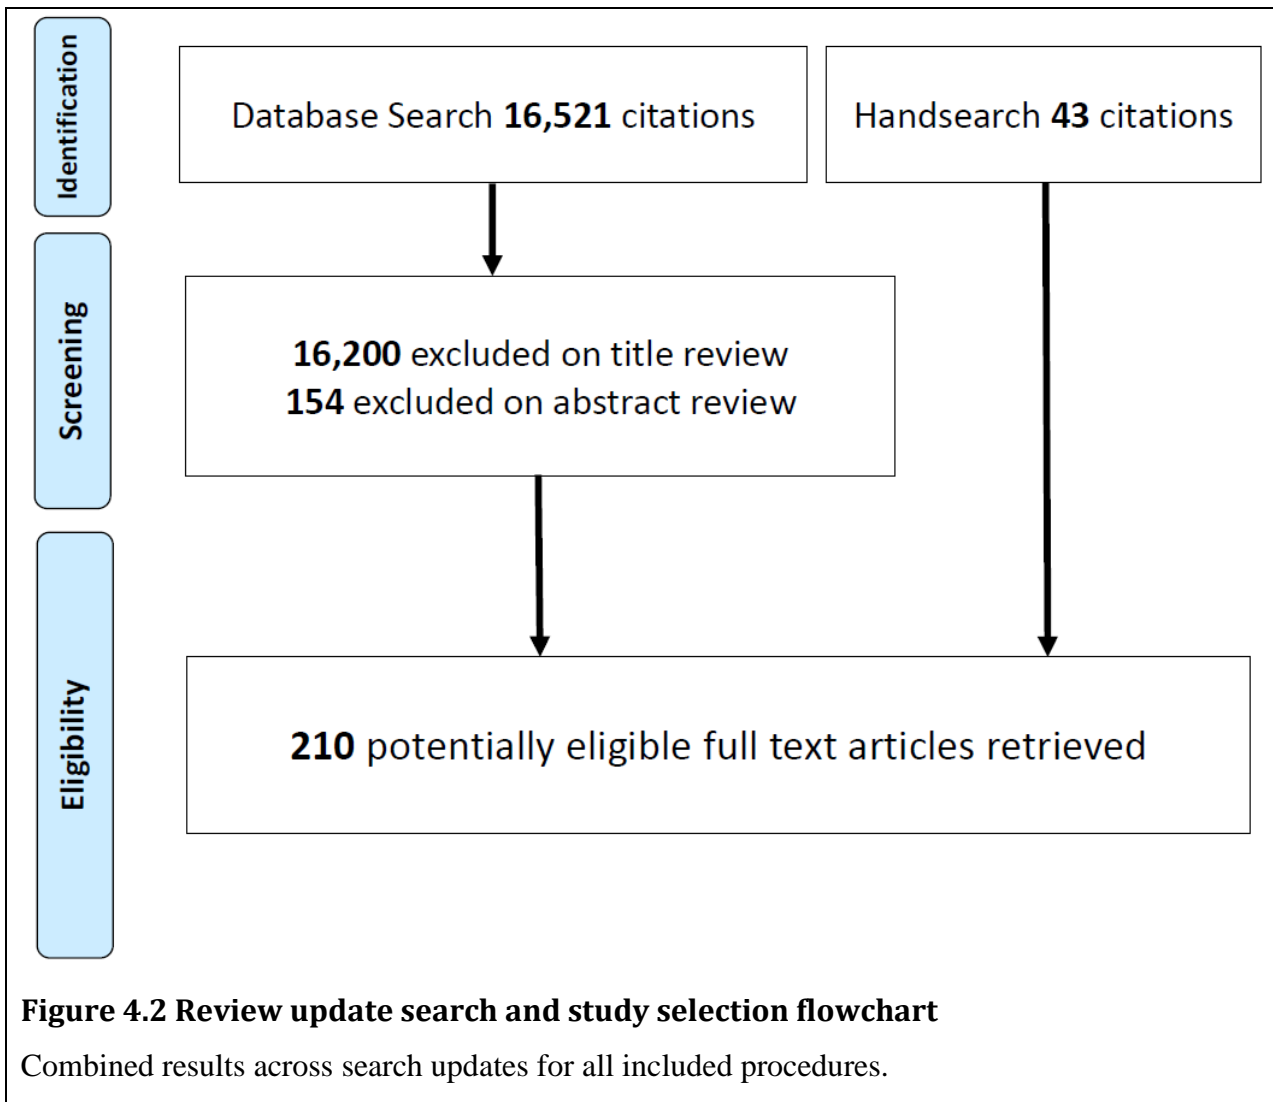 Identification
Database Search 16,521 citations
Handsearch 43 citations
Screening
16,200 excluded on title review
154 excluded on abstract review
Eligibility
210 potentially eligible full text articles retrieved
Figure 4.2 Review update search and study selection flowchart
Combined results across search updates for all included procedures.